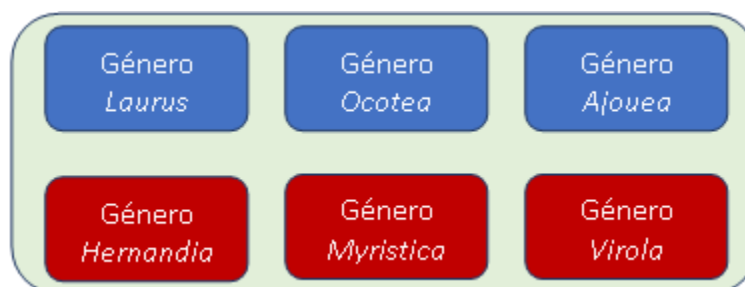 Género
Laurus
Género
Ocotea
Género
Ajouea
Género
Hernandia
Género
Myristica
Género
Virola